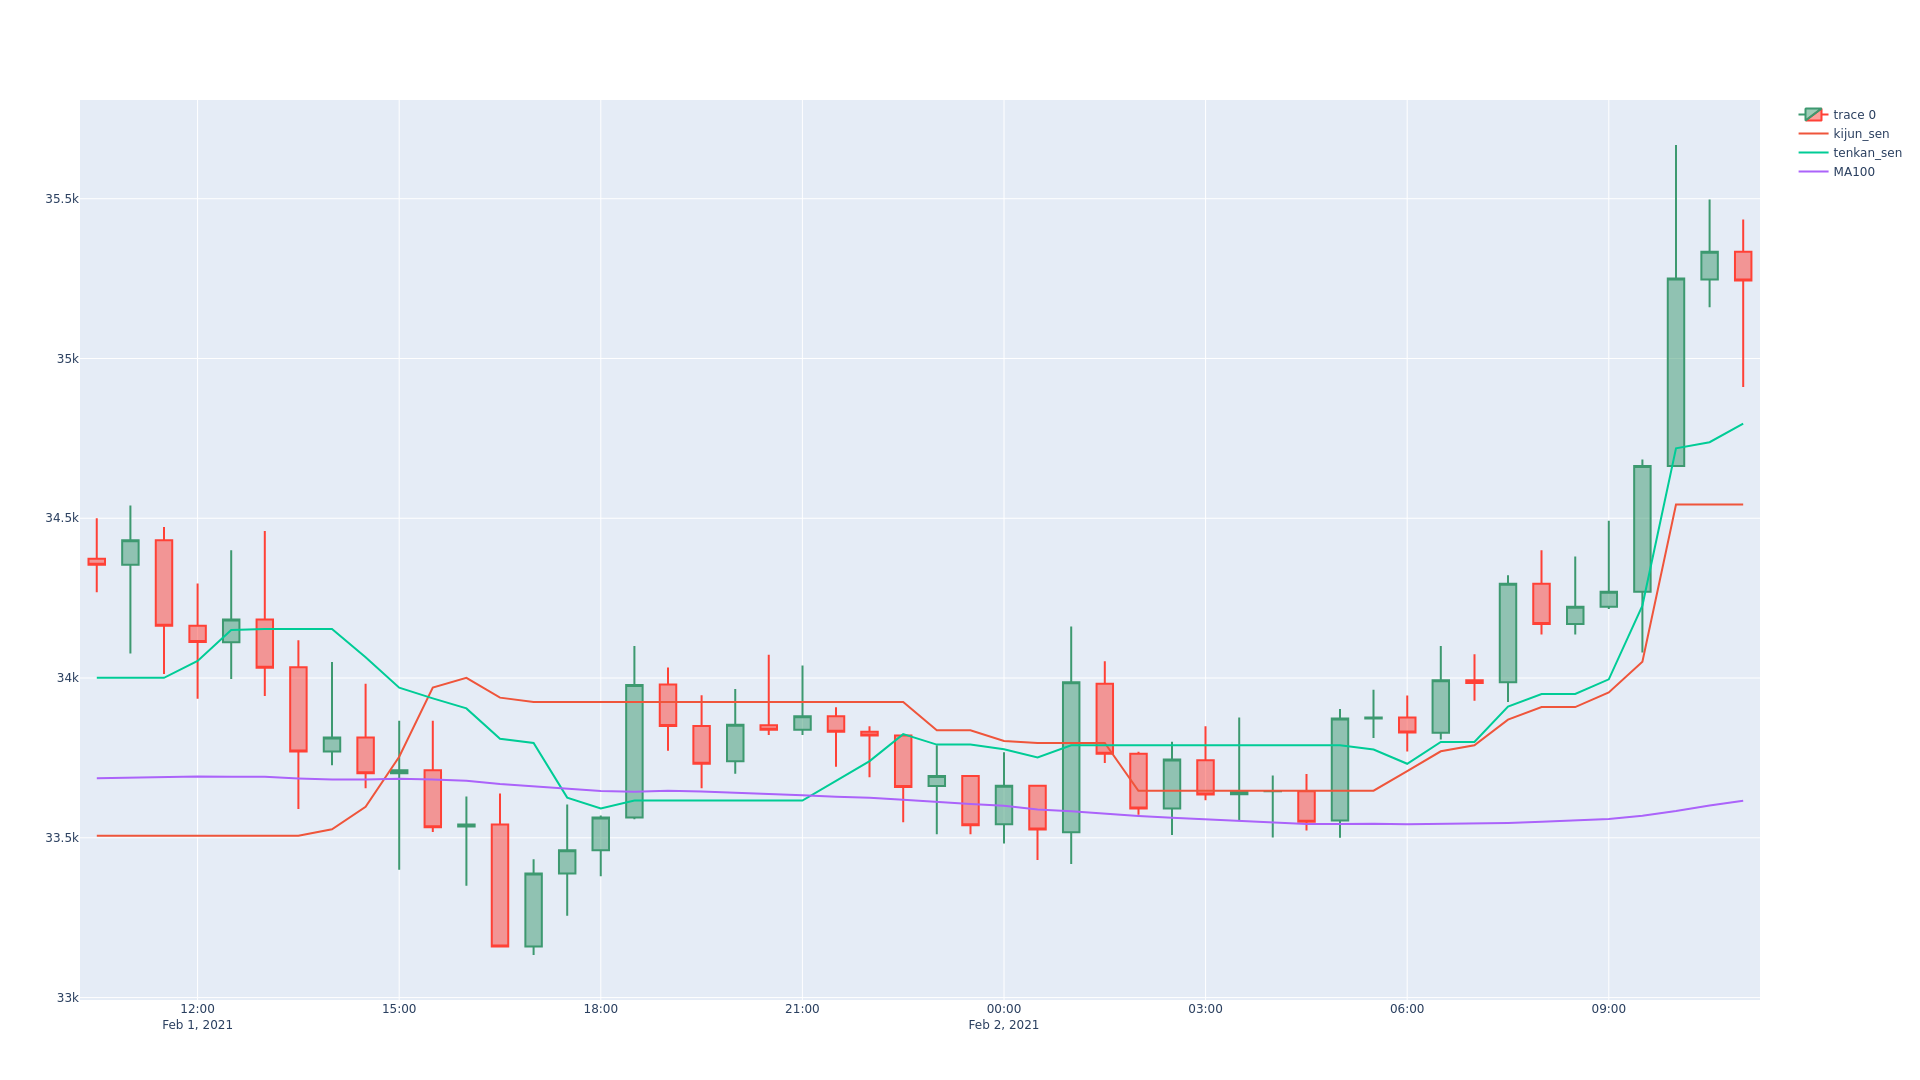 trace 0
kijun_sen
tenkan_sen
MA100
35.5k
35k
34.5k
34k
33.5k
33k
12:00 15:00 18:00 21:00 00:00 03:00 06:00 09:00
Feb 1, 2021 Feb 2, 2021